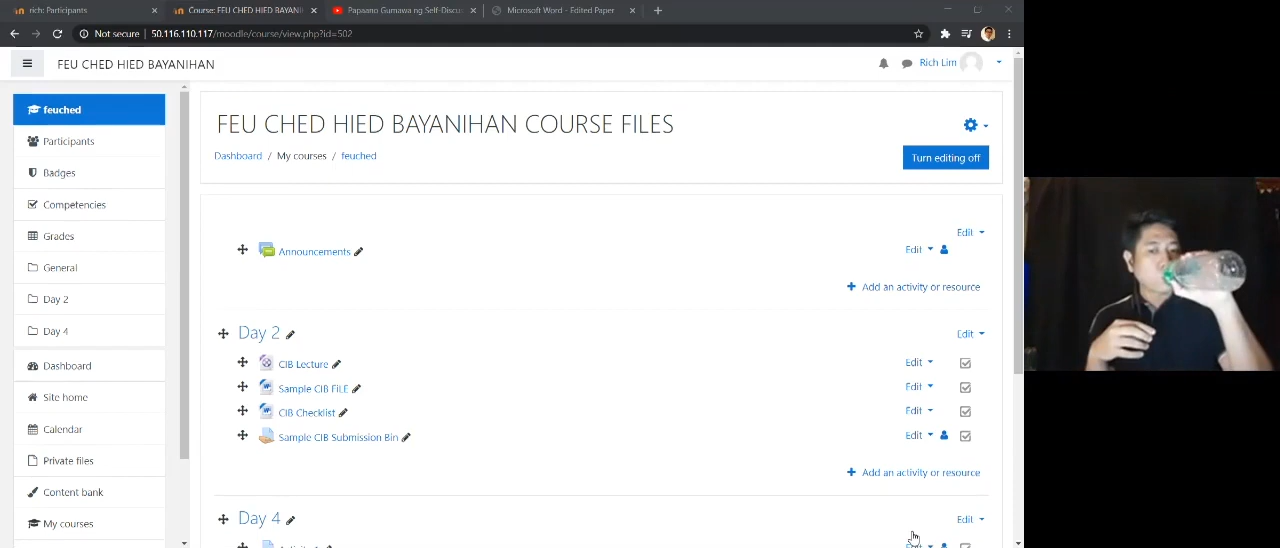 rich: Participants
Course: FEU CHED HIED BAYANI
Papaano Gumawa ng Self-Discus
Microsoft Word - Edited Paper
Not secure
50.116.110.117/moodle/course/view.php?id=502
FEU CHED HIED BAYANIHAN
Rich Lim
feuched
Participants
Badges
Competencies
Grades
General
Day 2
Day 4
Dashboard
Site home
Calendar
Private files
Content bank
My courses
FEU CHED HIED BAYANIHAN COURSE FILES
Dashboard / My courses / feuched
Turn editing off
Edit
Announcements
Edit
+ Add an activity or resource
Day 2
Edit
CIB Lecture
Edit
Sample CIB FiLE
Edit
CIB Checklist
Edit
Sample CIB Submission Bin
Edit
+ Add an activity or resource
Day 4
Edit